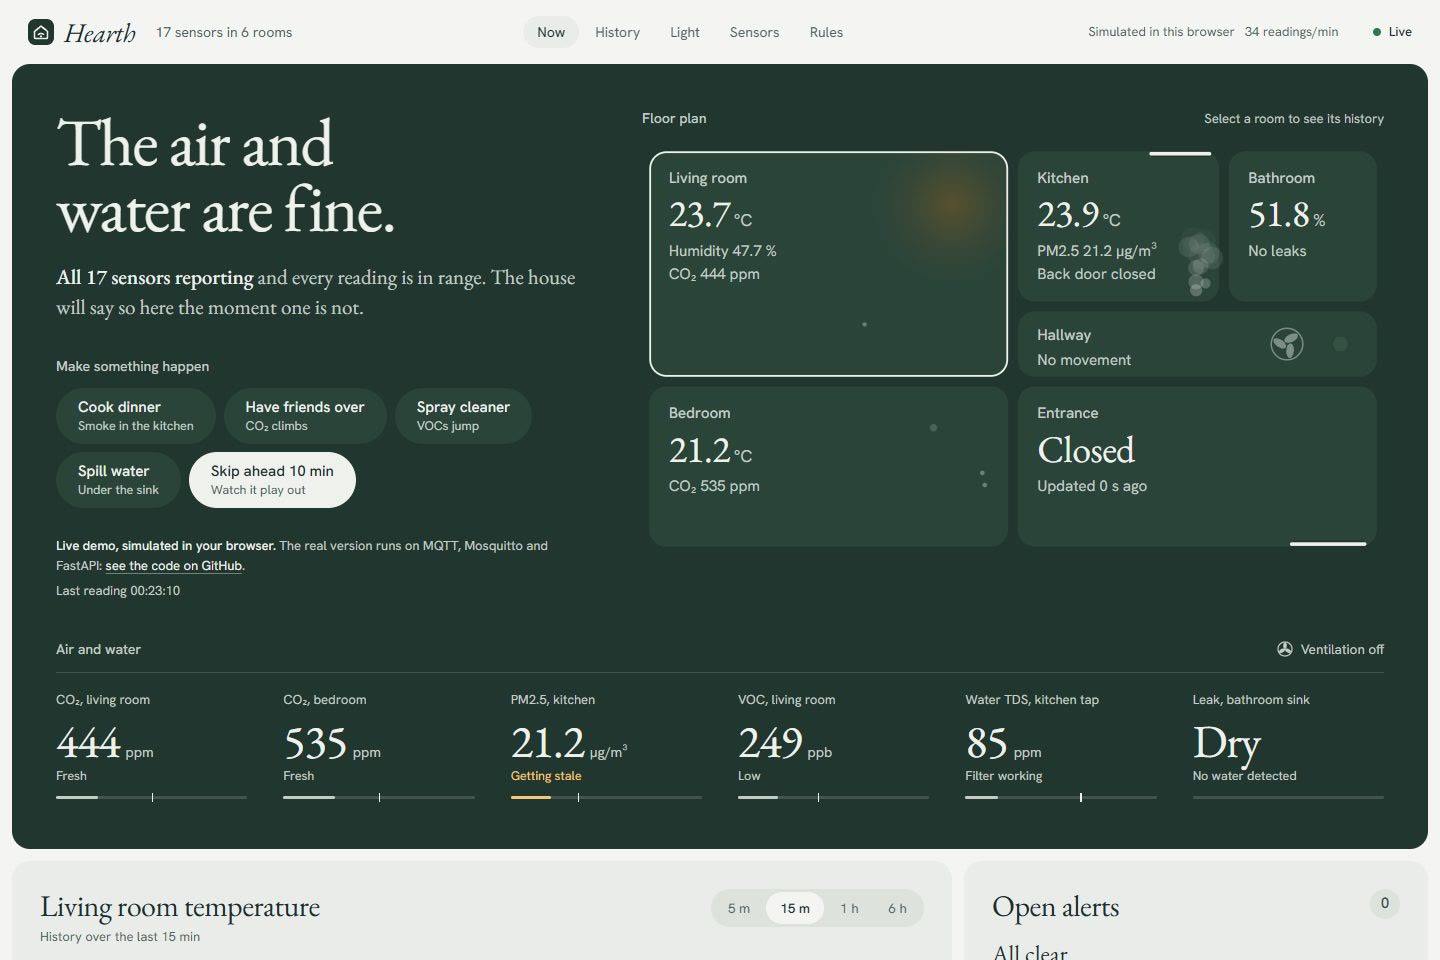 Hearth
17 sensors in 6 rooms
Now
History
Light
Sensors
Rules
Simulated in this browser
34 readings/min
Live
The air and
water are fine.
All 17 sensors reporting and every reading is in range. The house
will say so here the moment one is not.
Make something happen
Cook dinner
Smoke in the kitchen
Have friends over
CO₂ climbs
Spray cleaner
VOCs jump
Spill water
Under the sink
Skip ahead 10 min
Watch it play out
Live demo, simulated in your browser. The real version runs on MQTT, Mosquitto and
FastAPI: see the code on GitHub.
Last reading 00:23:10
Floor plan
Select a room to see its history
Living room
23.7 °C
Humidity 47.7 %
CO₂ 444 ppm
Kitchen
23.9 °C
PM2.5 21.2 µg/m³
Back door closed
Bathroom
51.8 %
No leaks
Hallway
No movement
Bedroom
21.2 °C
CO₂ 535 ppm
Entrance
Closed
Updated 0 s ago
Air and water
Ventilation off
CO₂, living room
444 ppm
Fresh
CO₂, bedroom
535 ppm
Fresh
PM2.5, kitchen
21.2 µg/m³
Getting stale
VOC, living room
249 ppb
Low
Water TDS, kitchen tap
85 ppm
Filter working
Leak, bathroom sink
Dry
No water detected
Living room temperature
History over the last 15 min
5 m
15 m
1 h
6 h
Open alerts
0
All clear